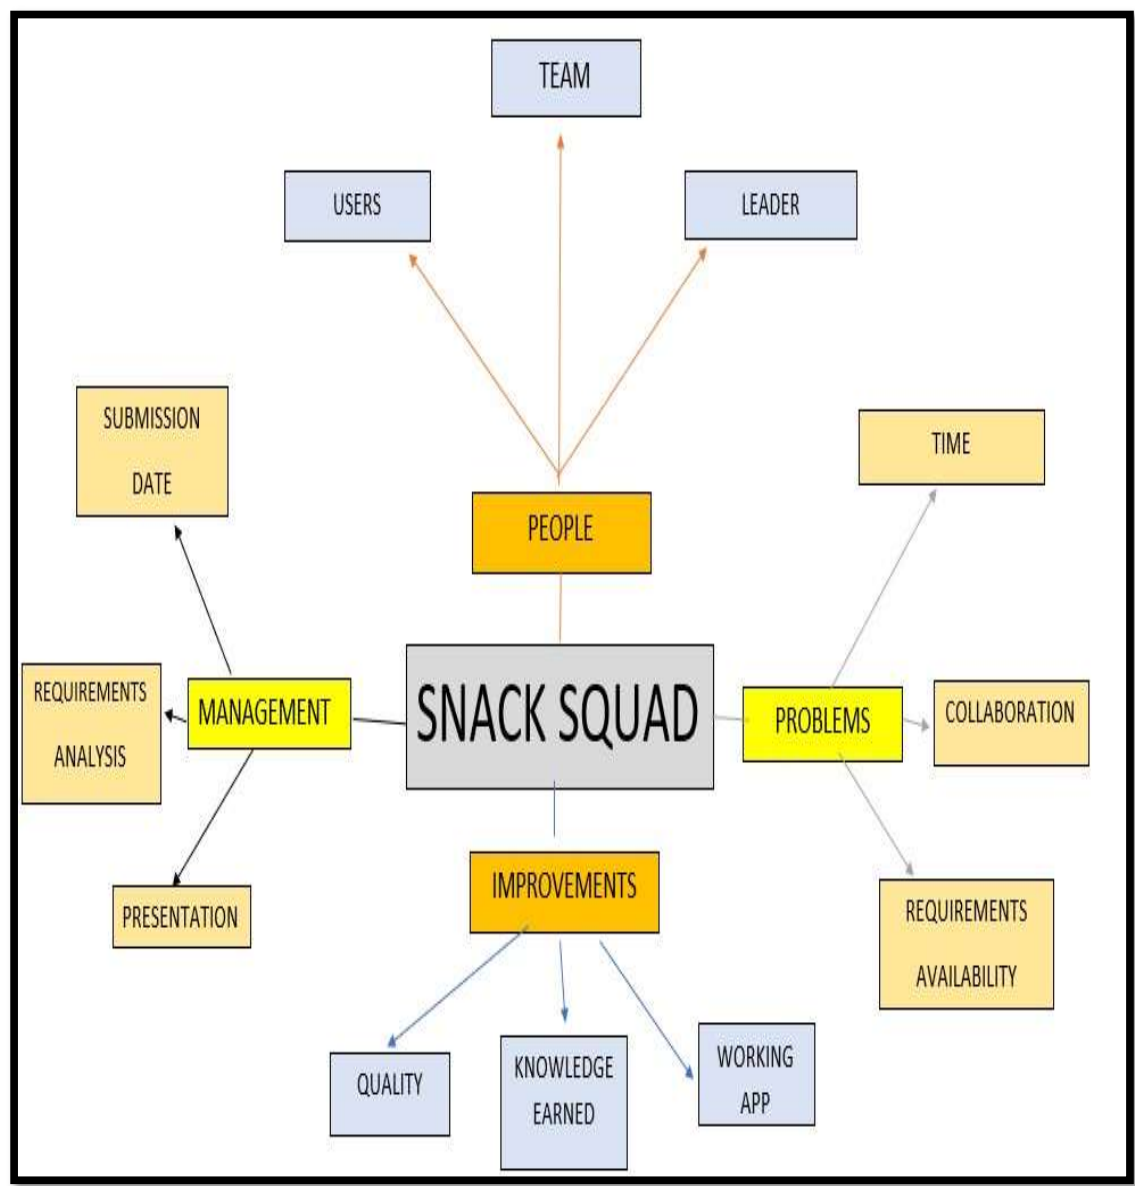 TEAM
USERS
LEADER
SUBMISSION
DATE
TIME
PEOPLE
REQUIREMENTS
ANALYSIS
MANAGEMENT
SNACK SQUAD
PROBLEMS
COLLABORATION
PRESENTATION
IMPROVEMENTS
REQUIREMENTS
AVAILABILITY
QUALITY
KNOWLEDGE
EARNED
WORKING
APP